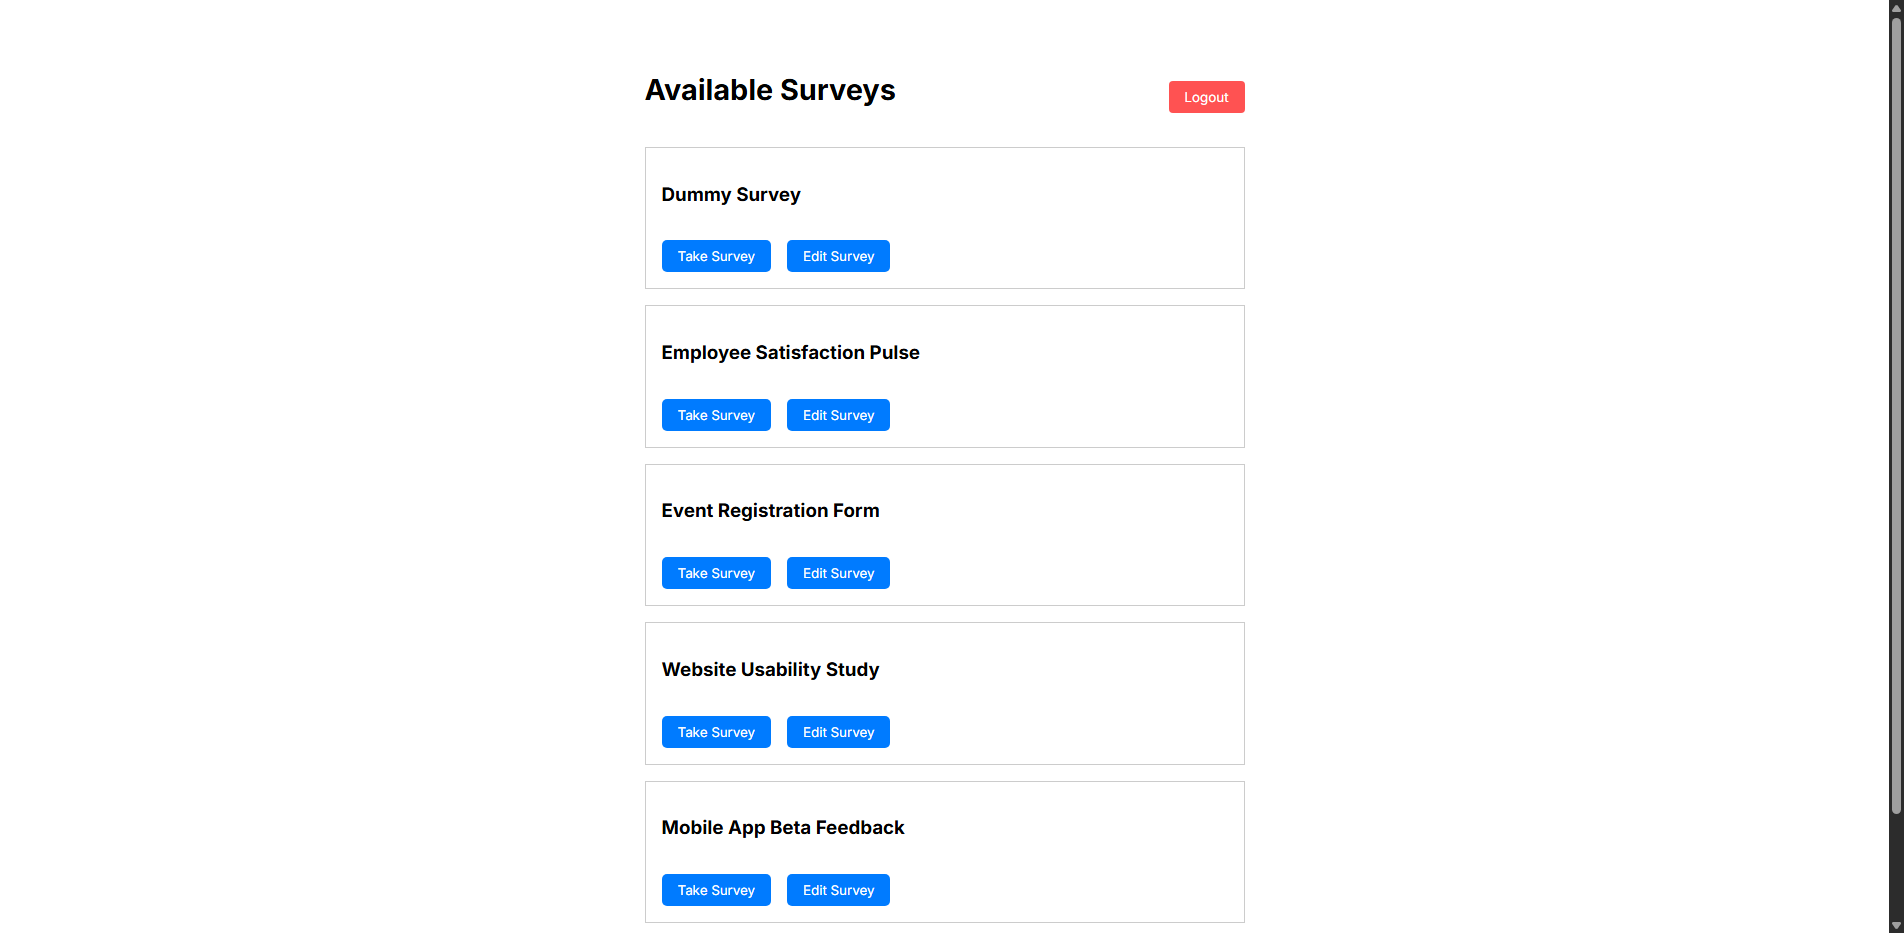 Available Surveys
Logout
Dummy Survey
Take Survey Edit Survey
Employee Satisfaction Pulse
Take Survey Edit Survey
Event Registration Form
Take Survey Edit Survey
Website Usability Study
Take Survey Edit Survey
Mobile App Beta Feedback
Take Survey Edit Survey